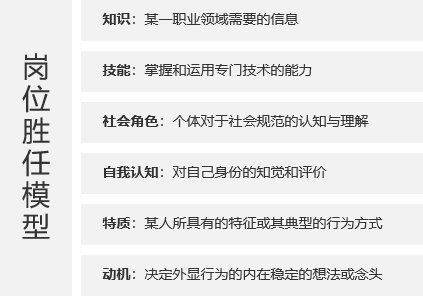 岗位胜任模型
知识：某一职业领域需要的信息
技能：掌握和运用专门技术的能力
社会角色：个体对于社会规范的认知与理解
自我认知：对自己身份的知觉和评价
特质：某人所具有的特征或其典型的行为方式
动机：决定外显行为的内在稳定的想法或念头